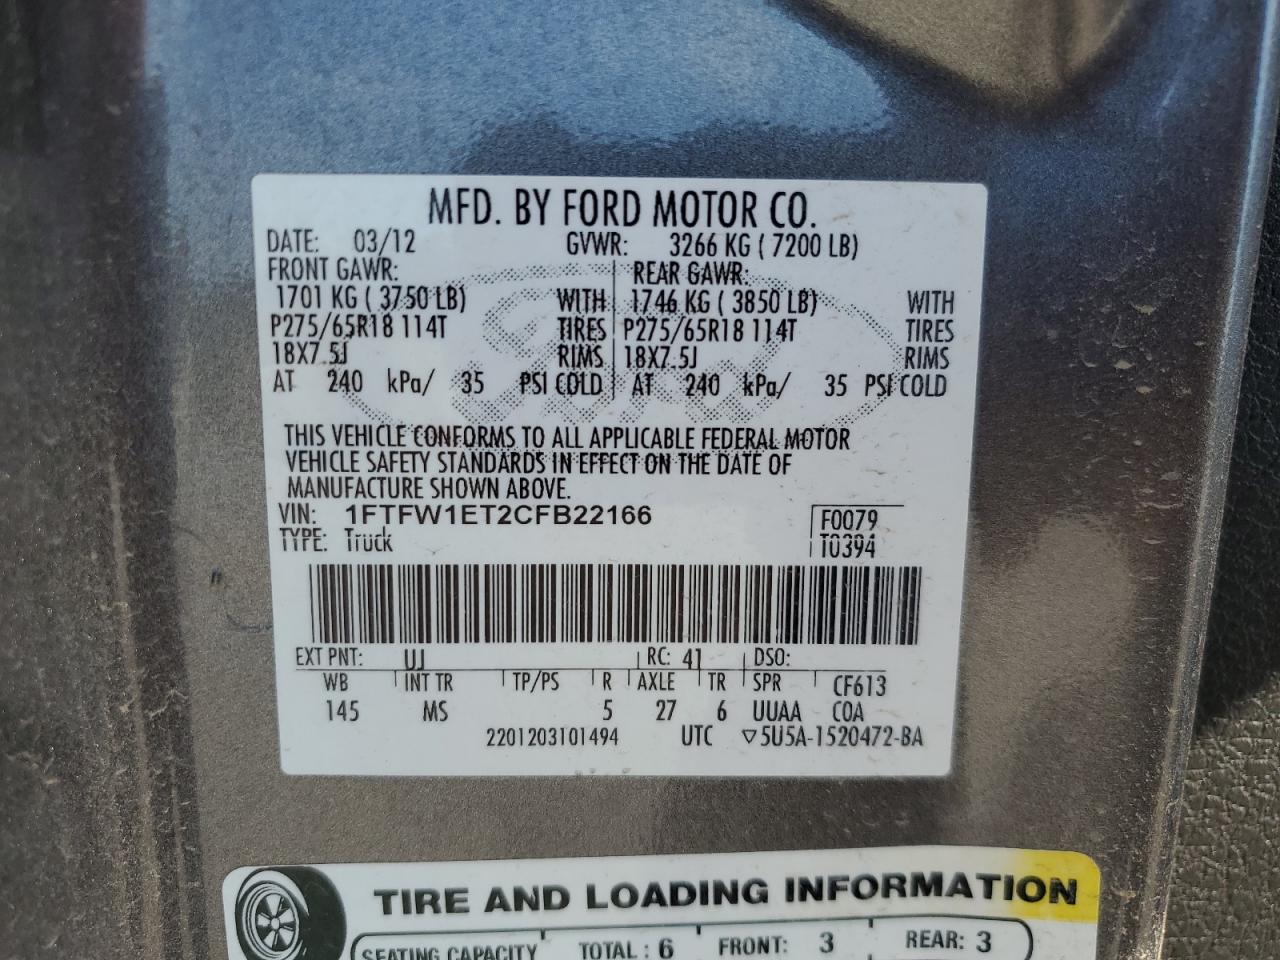 MFD. BY FORD MOTOR CO.
DATE: 03/12 GVWR: 3266 KG ( 7200 LB)
FRONT GAWR: REAR GAWR:
1701 KG ( 3750 LB) WITH 1746 KG ( 3850 LB) WITH
P275/65R18 114T TIRES P275/65R18 114T TIRES
18X7.5J RIMS 18X7.5J RIMS
AT 240 kPa/ 35 PSI COLD AT 240 kPa/ 35 PSI COLD
THIS VEHICLE CONFORMS TO ALL APPLICABLE FEDERAL MOTOR
VEHICLE SAFETY STANDARDS IN EFFECT ON THE DATE OF
MANUFACTURE SHOWN ABOVE.
VIN: 1FTFW1ET2CFB22166 F0079
TYPE: Truck T0394
EXT PNT: UJ RC: 41 DSO:
WB INT TR TP/PS R AXLE TR SPR CF613
145 MS 5 27 6 UUAA COA
2201203101494 UTC ▽5U5A-1520472-BA
TIRE AND LOADING INFORMATION
SEATING CAPACITY TOTAL : 6 FRONT: 3 REAR: 3